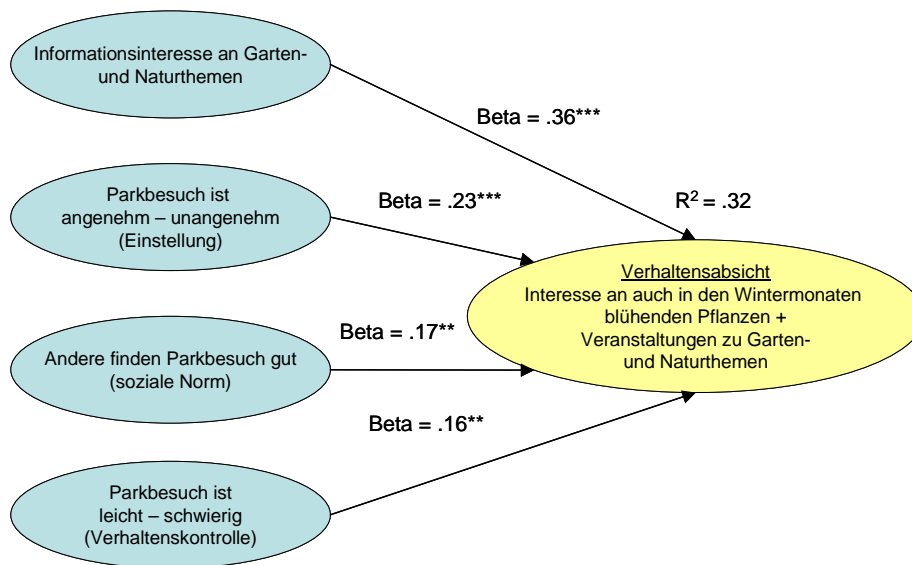 Informationsinteresse an Garten-
und Naturthemen
Beta = .36***
Parkbesuch ist
angenehm – unangenehm
(Einstellung)
Beta = .23***
R² = .32
Verhaltensabsicht
Interesse an auch in den Wintermonaten
blühenden Pflanzen +
Veranstaltungen zu Garten-
und Naturthemen
Andere finden Parkbesuch gut
(soziale Norm)
Beta = .17**
Beta = .16**
Parkbesuch ist
leicht – schwierig
(Verhaltenskontrolle)